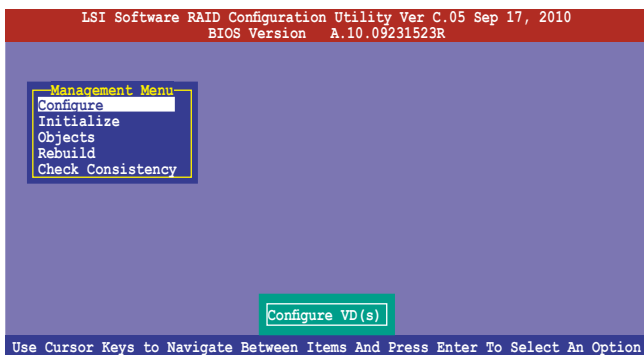 LSI Software RAID Configuration Utility Ver C.05 Sep 17, 2010
BIOS Version A.10.09231523R
Management Menu
Configure
Initialize
Objects
Rebuild
Check Consistency
Configure VD(s)
Use Cursor Keys to Navigate Between Items And Press Enter To Select An Option